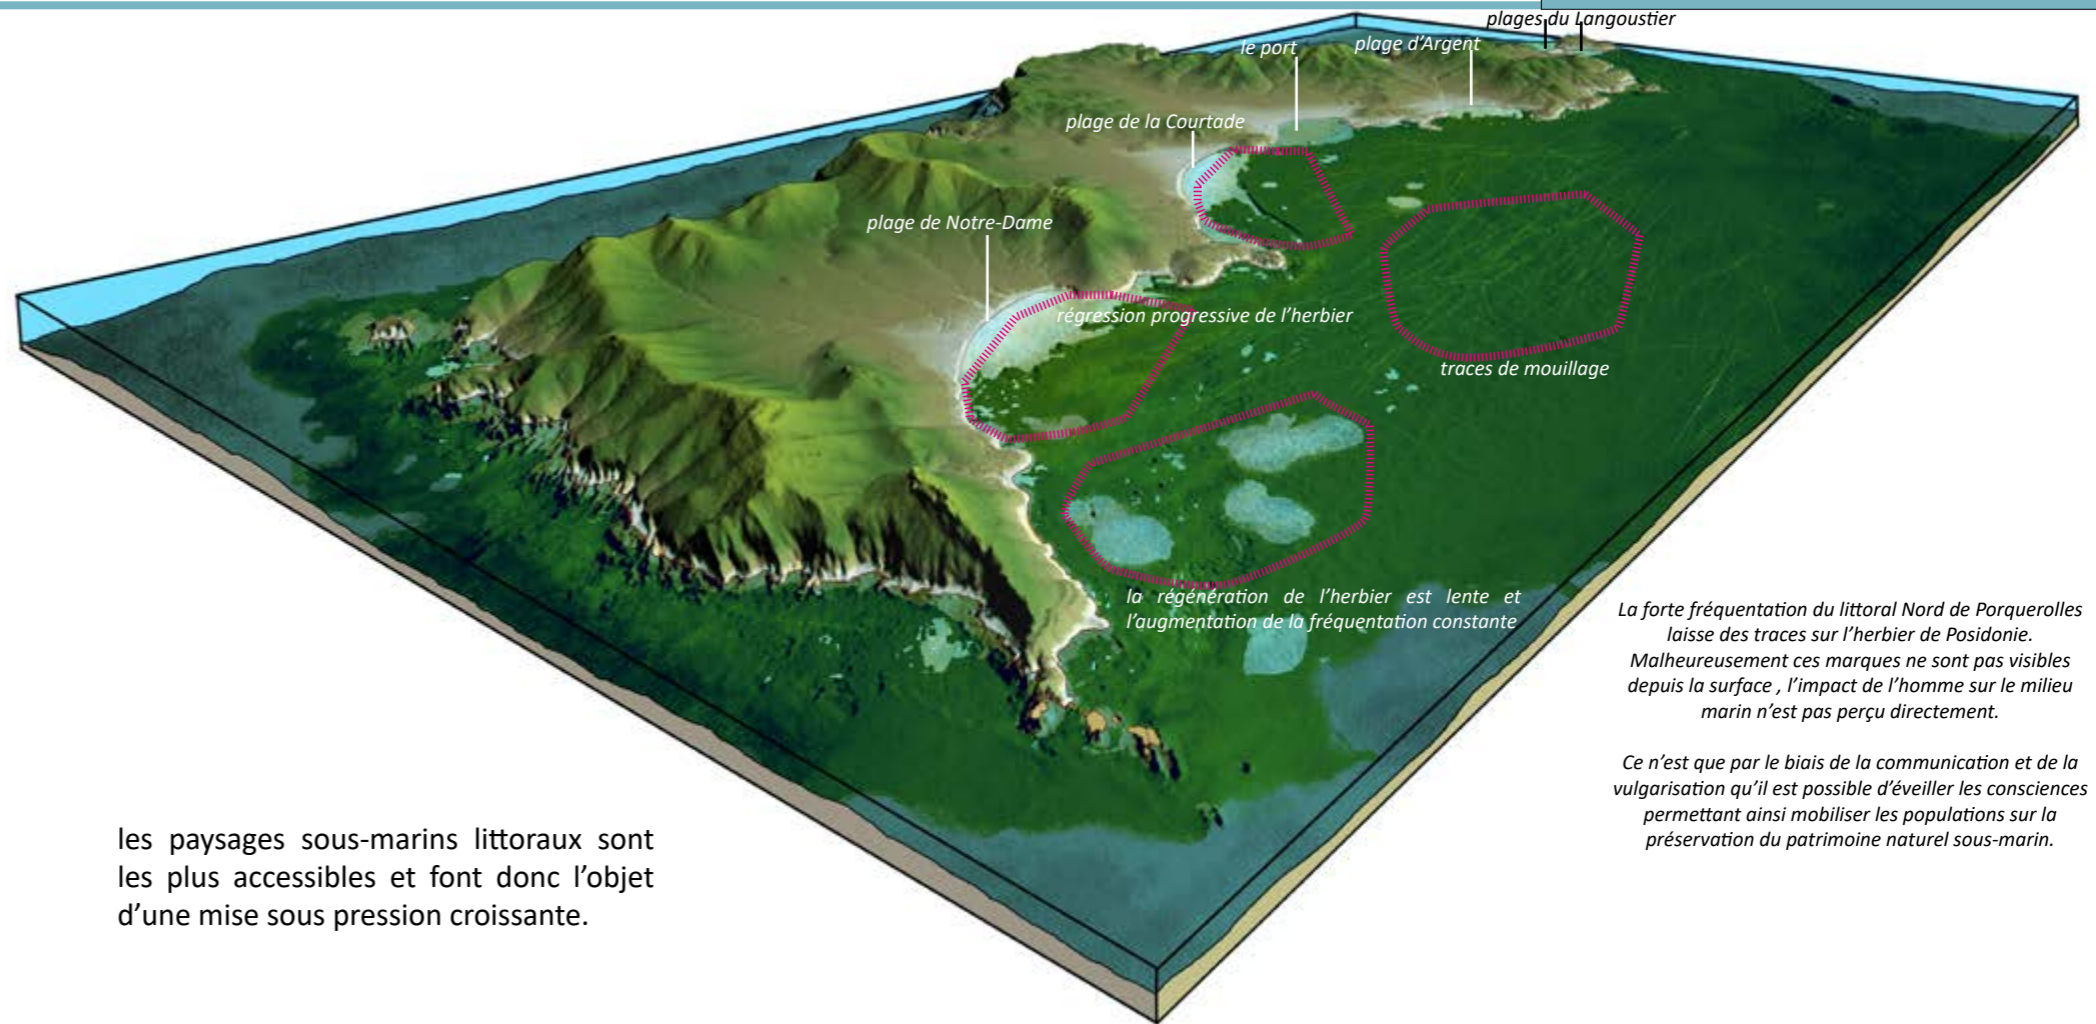 plages du Langoustier
le port
plage d'Argent
plage de la Courtade
plage de Notre-Dame
régression progressive de l'herbier
traces de mouillage
la régénération de l'herbier est lente et
l'augmentation de la fréquentation constante
La forte fréquentation du littoral Nord de Porquerolles
laisse des traces sur l'herbier de Posidonie.
Malheureusement ces marques ne sont pas visibles
depuis la surface , l'impact de l'homme sur le milieu
marin n'est pas perçu directement.
Ce n'est que par le biais de la communication et de la
vulgarisation qu'il est possible d'éveiller les consciences
permettant ainsi mobiliser les populations sur la
préservation du patrimoine naturel sous-marin.
les paysages sous-marins littoraux sont
les plus accessibles et font donc l'objet
d'une mise sous pression croissante.